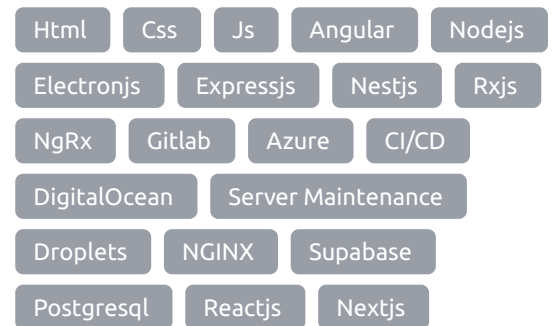 Html Css Js Angular Nodejs
Electronjs Expressjs Nestjs Rxjs
NgRx Gitlab Azure CI/CD
DigitalOcean Server Maintenance
Droplets NGINX Supabase
Postgresql Reactjs Nextjs